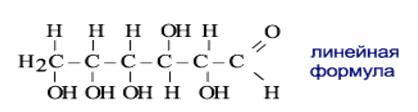 H H H OH H O
H2C – C – C – C – C – C
OH OH OH H OH H
линейная
формула